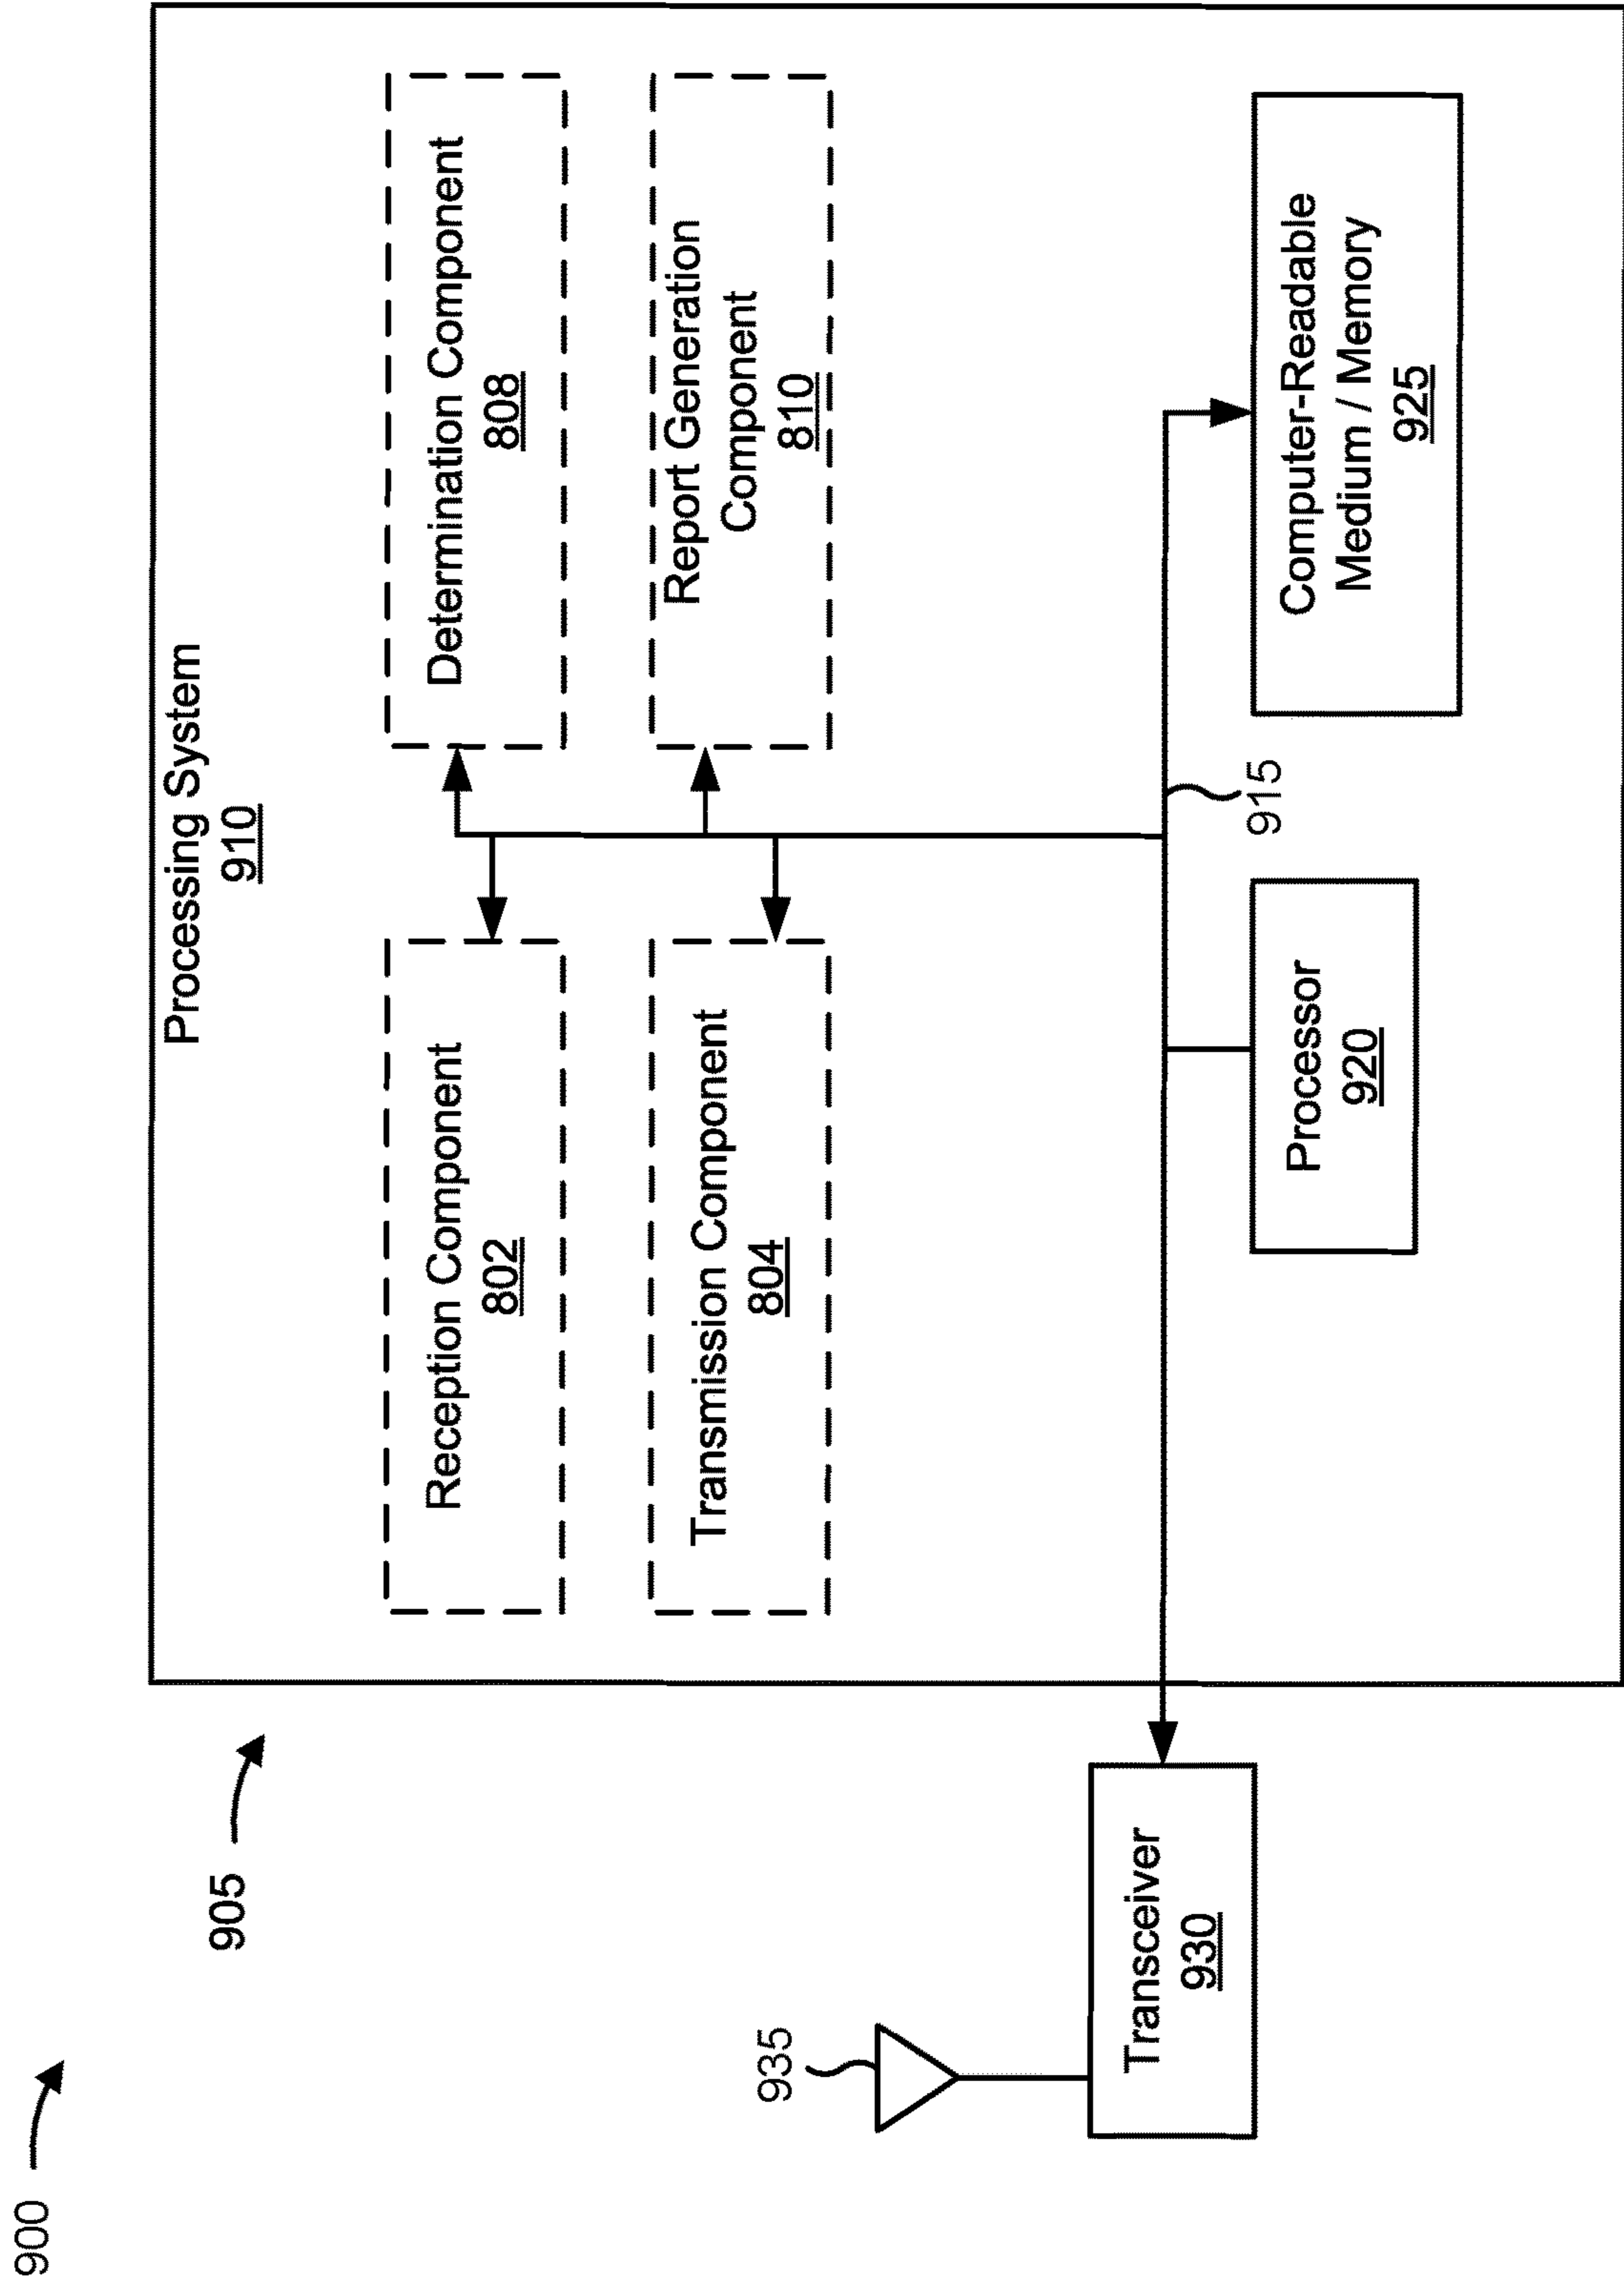 900
905
Processing System
910
Reception Component
802
Determination Component
808
Transmission Component
804
Report Generation
Component
810
935
Transceiver
930
Processor
920
915
Computer-Readable
Medium / Memory
925